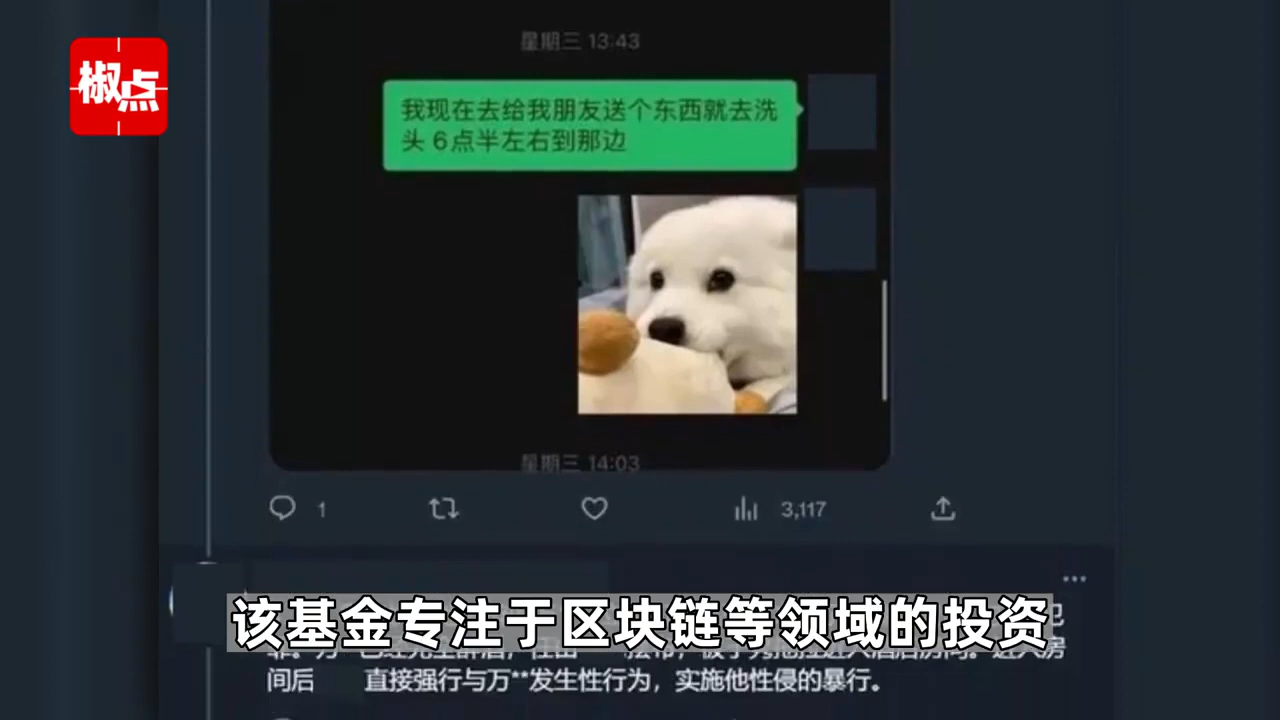 椒点
星期三 13:43
我现在去给我朋友送个东西就去洗
头 6点半左右到那边
星期三 14:03
1
3,117
该基金专注于区块链等领域的投资
间后 直接强行与万**发生性行为，实施他性侵的暴行。